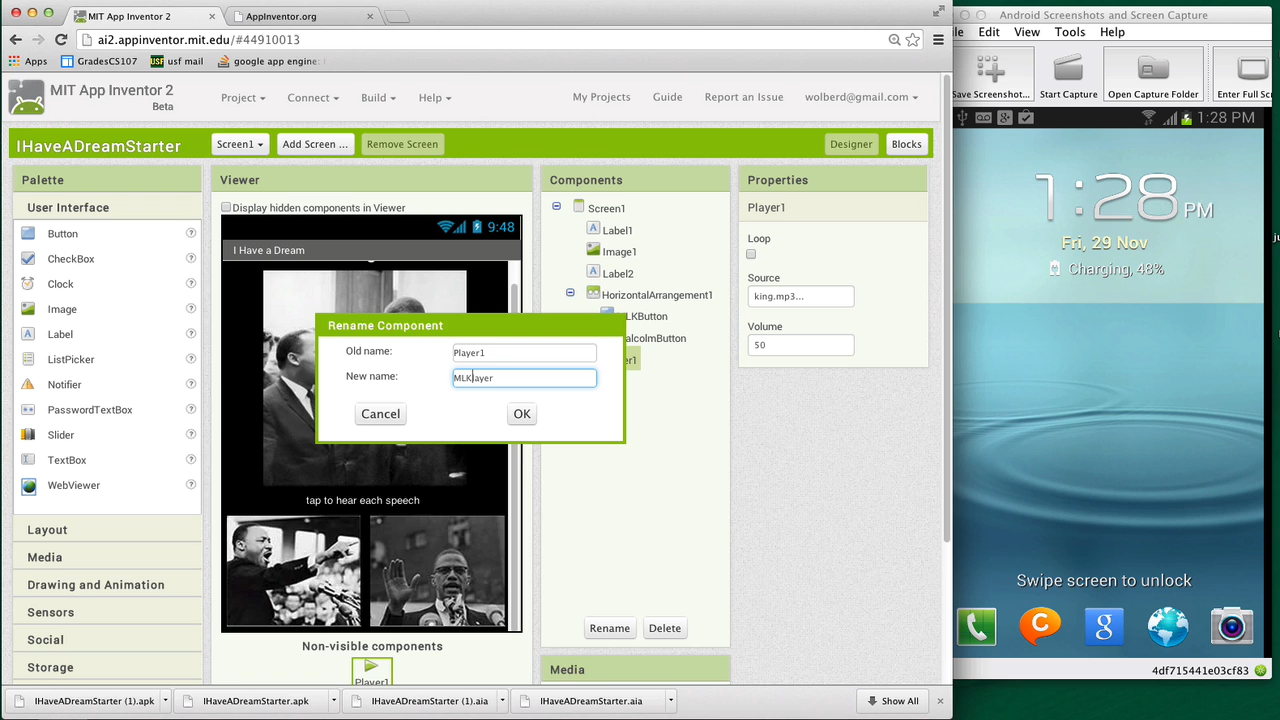 MIT App Inventor 2
AppInventor.org
ai2.appinventor.mit.edu/#44910013
Apps
GradesCS107
USF
usf mail
google app engine:
MIT App Inventor 2
Beta
Project
Connect
Build
Help
My Projects
Guide
Report an Issue
wolberd@gmail.com
IHaveADreamStarter
Screen1
Add Screen ...
Remove Screen
Designer
Blocks
Palette
User Interface
Button
CheckBox
Clock
Image
Label
ListPicker
Notifier
PasswordTextBox
Slider
TextBox
WebViewer
Layout
Media
Drawing and Animation
Sensors
Social
Storage
Viewer
Display hidden components in Viewer
9:48
I Have a Dream
tap to hear each speech
Non-visible components
Player1
Rename Component
Old name:
Player1
New name:
MLKlayer
Cancel
OK
Components
Screen1
Label1
Image1
Label2
HorizontalArrangement1
LKButton
alcolmButton
er1
Rename
Delete
Media
Properties
Player1
Loop
Source
king.mp3...
Volume
50
IHaveADreamStarter (1).apk
IHaveADreamStarter.apk
IHaveADreamStarter (1).aia
IHaveADreamStarter.aia
Show All
Android Screenshots and Screen Capture
ile
Edit
View
Tools
Help
Save Screenshot...
Start Capture
Open Capture Folder
Enter Full Scr
1:28 PM
1:28 PM
Fri, 29 Nov
Charging, 48%
Swipe screen to unlock
4df715441e03cf83